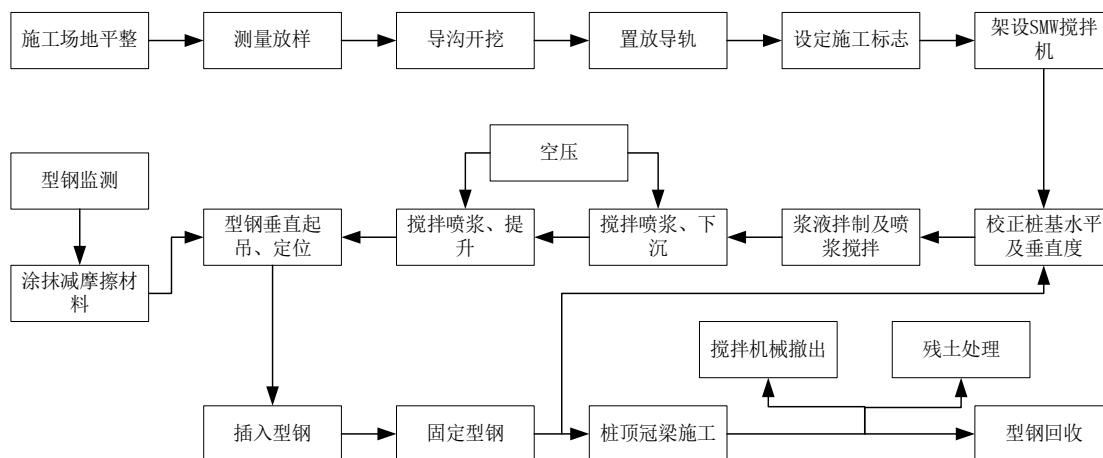 施工场地平整
测量放样
导沟开挖
置放导轨
设定施工标志
架设SMW搅拌
机
空压
型钢监测
型钢垂直起
吊、定位
搅拌喷浆、提
升
搅拌喷浆、下
沉
浆液拌制及喷
浆搅拌
校正桩基水平
及垂直度
涂抹减摩擦材
料
搅拌机械撤出
残土处理
插入型钢
固定型钢
桩顶冠梁施工
型钢回收